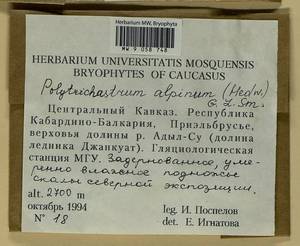 Herbarium MW, Bryophyta
MW 9 058 748
HERBARIUM UNIVERSITATIS MOSQUENSIS
BRYOPHYTES OF CAUCASUS
Polytrichastrum alpinum (Hedw.)
G. L. Sm.
Центральный Кавказ. Республика
Кабардино-Балкария. Приэльбрусье,
верховья долины р. Адыл-Су (долина
ледника Джанкуат). Гляциологическая
станция МГУ. Задернованное, уме-
ренно влажное подножье
скалы северной экспозиции.
alt. 2700 m
октябрь 1994
leg. И. Поспелов
N° 18
det. Е. Игнатова